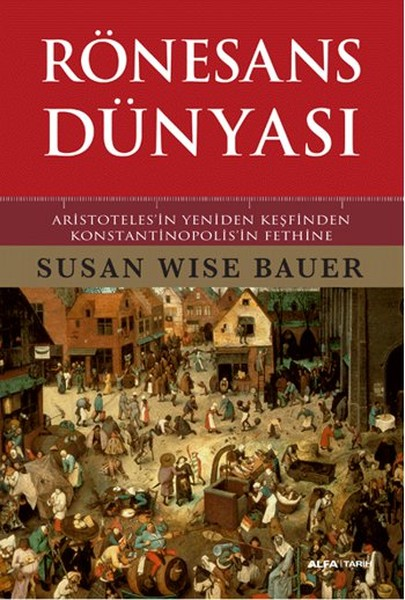 RÖNESANS
DÜNYASI
ARİSTOTELES'İN YENİDEN KEŞFİNDEN
KONSTANTİNOPOLİS'İN FETHİNE
SUSAN WISE BAUER
ALFA | TARİH